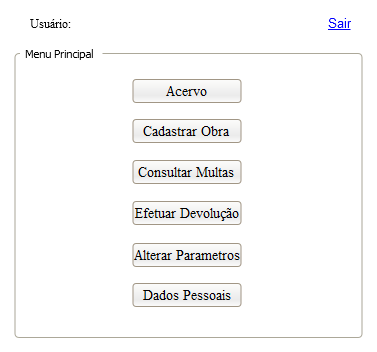 Usuário:
Sair
Menu Principal
Acervo
Cadastrar Obra
Consultar Multas
Efetuar Devolução
Alterar Parametros
Dados Pessoais